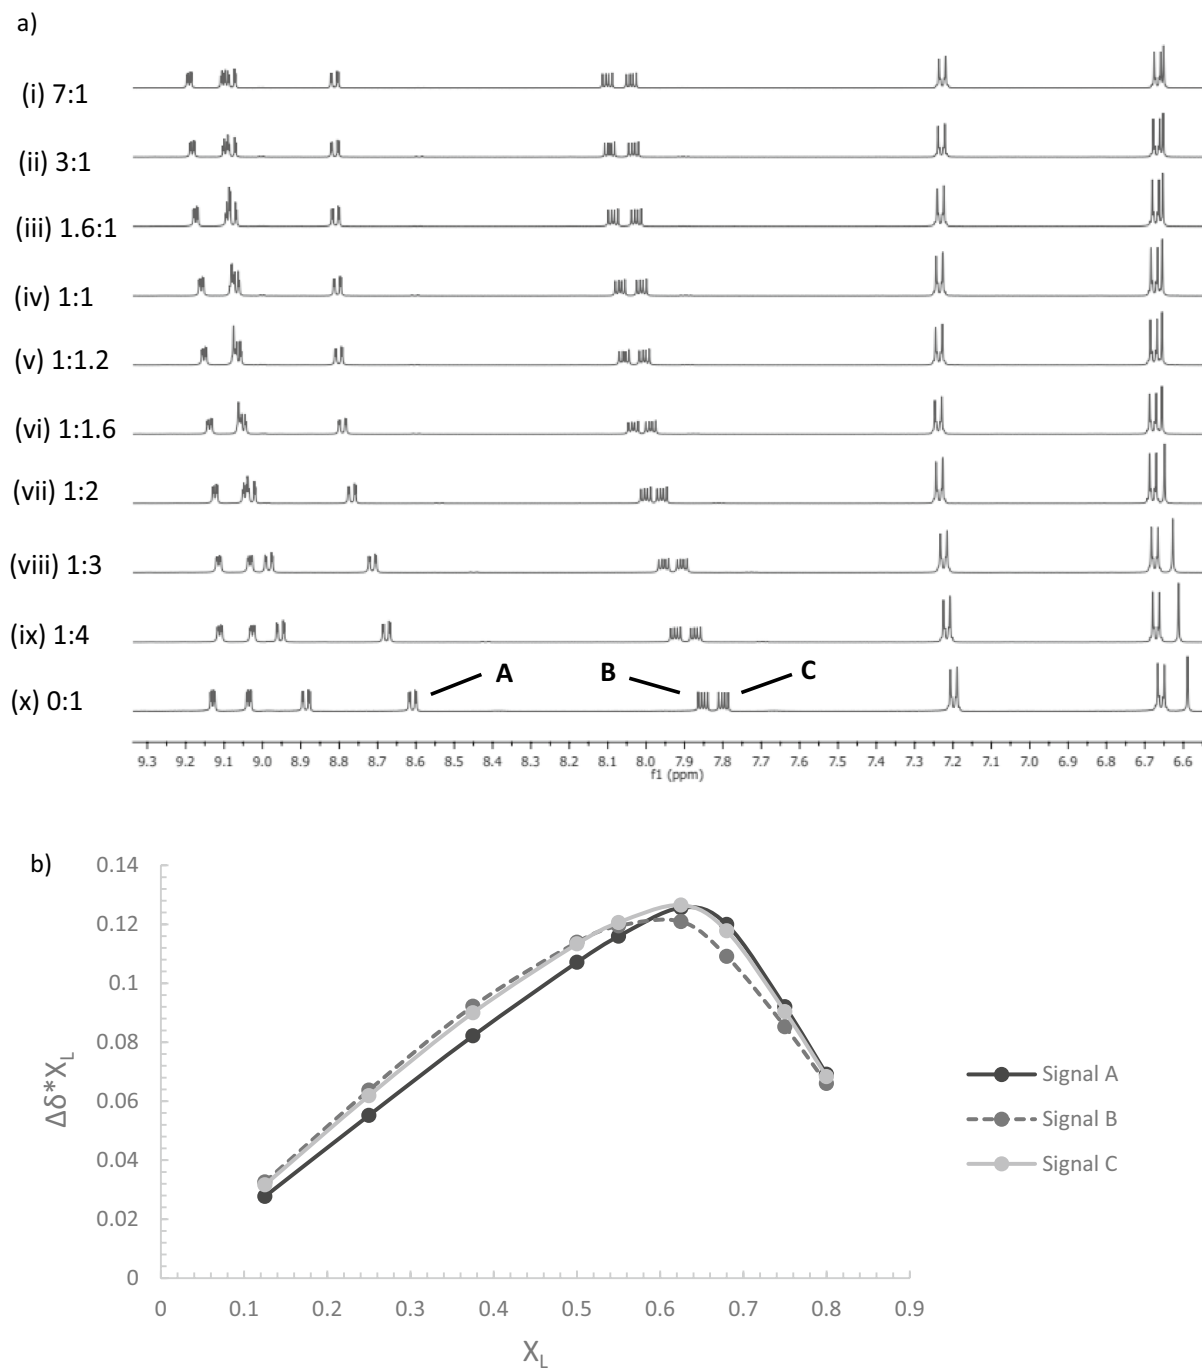 a)
(i) 7:1
(ii) 3:1
(iii) 1.6:1
(iv) 1:1
(v) 1:1.2
(vi) 1:1.6
(vii) 1:2
(viii) 1:3
(ix) 1:4
A
B
C
(x) 0:1
9.3 9.2 9.1 9.0 8.9 8.8 8.7 8.6 8.5 8.4 8.3 8.2 8.1 8.0 7.9 7.8 7.7 7.6 7.5 7.4 7.3 7.2 7.1 7.0 6.9 6.8 6.7 6.6
f1 (ppm)
b)
0.14
0.12
0.1
0.08
0.06
0.04
0.02
0
Δδ*X_L
Signal A
Signal B
Signal C
0 0.1 0.2 0.3 0.4 0.5 0.6 0.7 0.8 0.9
X_L